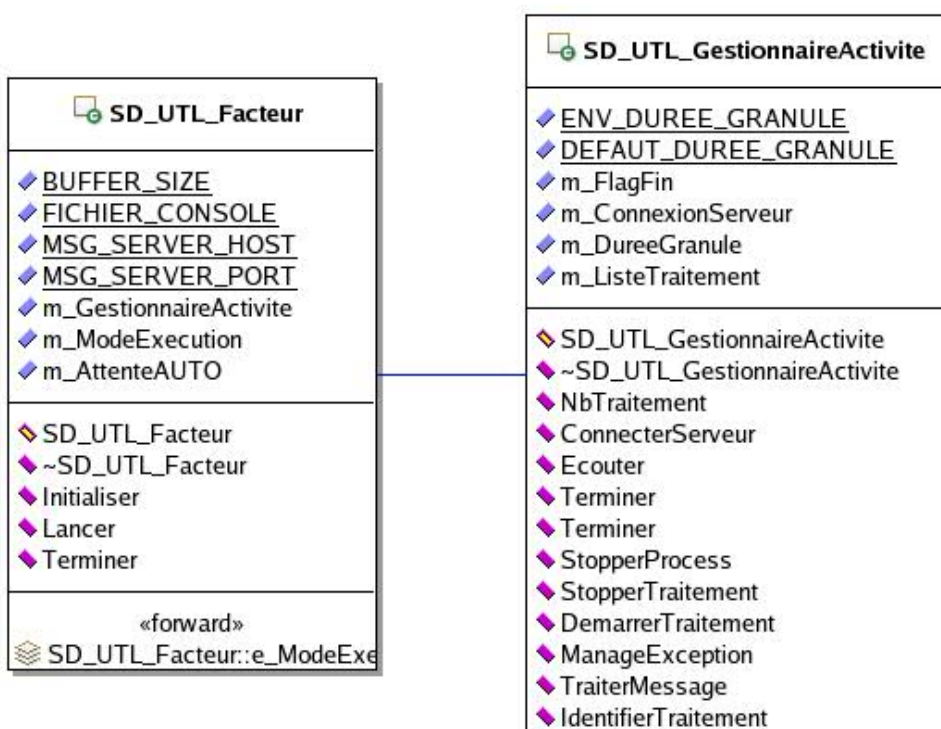 SD_UTL_Facteur
BUFFER_SIZE
FICHIER_CONSOLE
MSG_SERVER_HOST
MSG_SERVER_PORT
m_GestionnaireActivite
m_ModeExecution
m_AttenteAUTO
SD_UTL_Facteur
~SD_UTL_Facteur
Initialiser
Lancer
Terminer
«forward»
SD_UTL_Facteur::e_ModeExe
SD_UTL_GestionnaireActivite
ENV_DUREE_GRANULE
DEFAUT_DUREE_GRANULE
m_FlagFin
m_ConnexionServeur
m_DureeGranule
m_ListeTraitement
SD_UTL_GestionnaireActivite
~SD_UTL_GestionnaireActivite
NbTraitement
ConnecterServeur
Ecouter
Terminer
Terminer
StopperProcess
StopperTraitement
DemarrerTraitement
ManageException
TraiterMessage
IdentifierTraitement